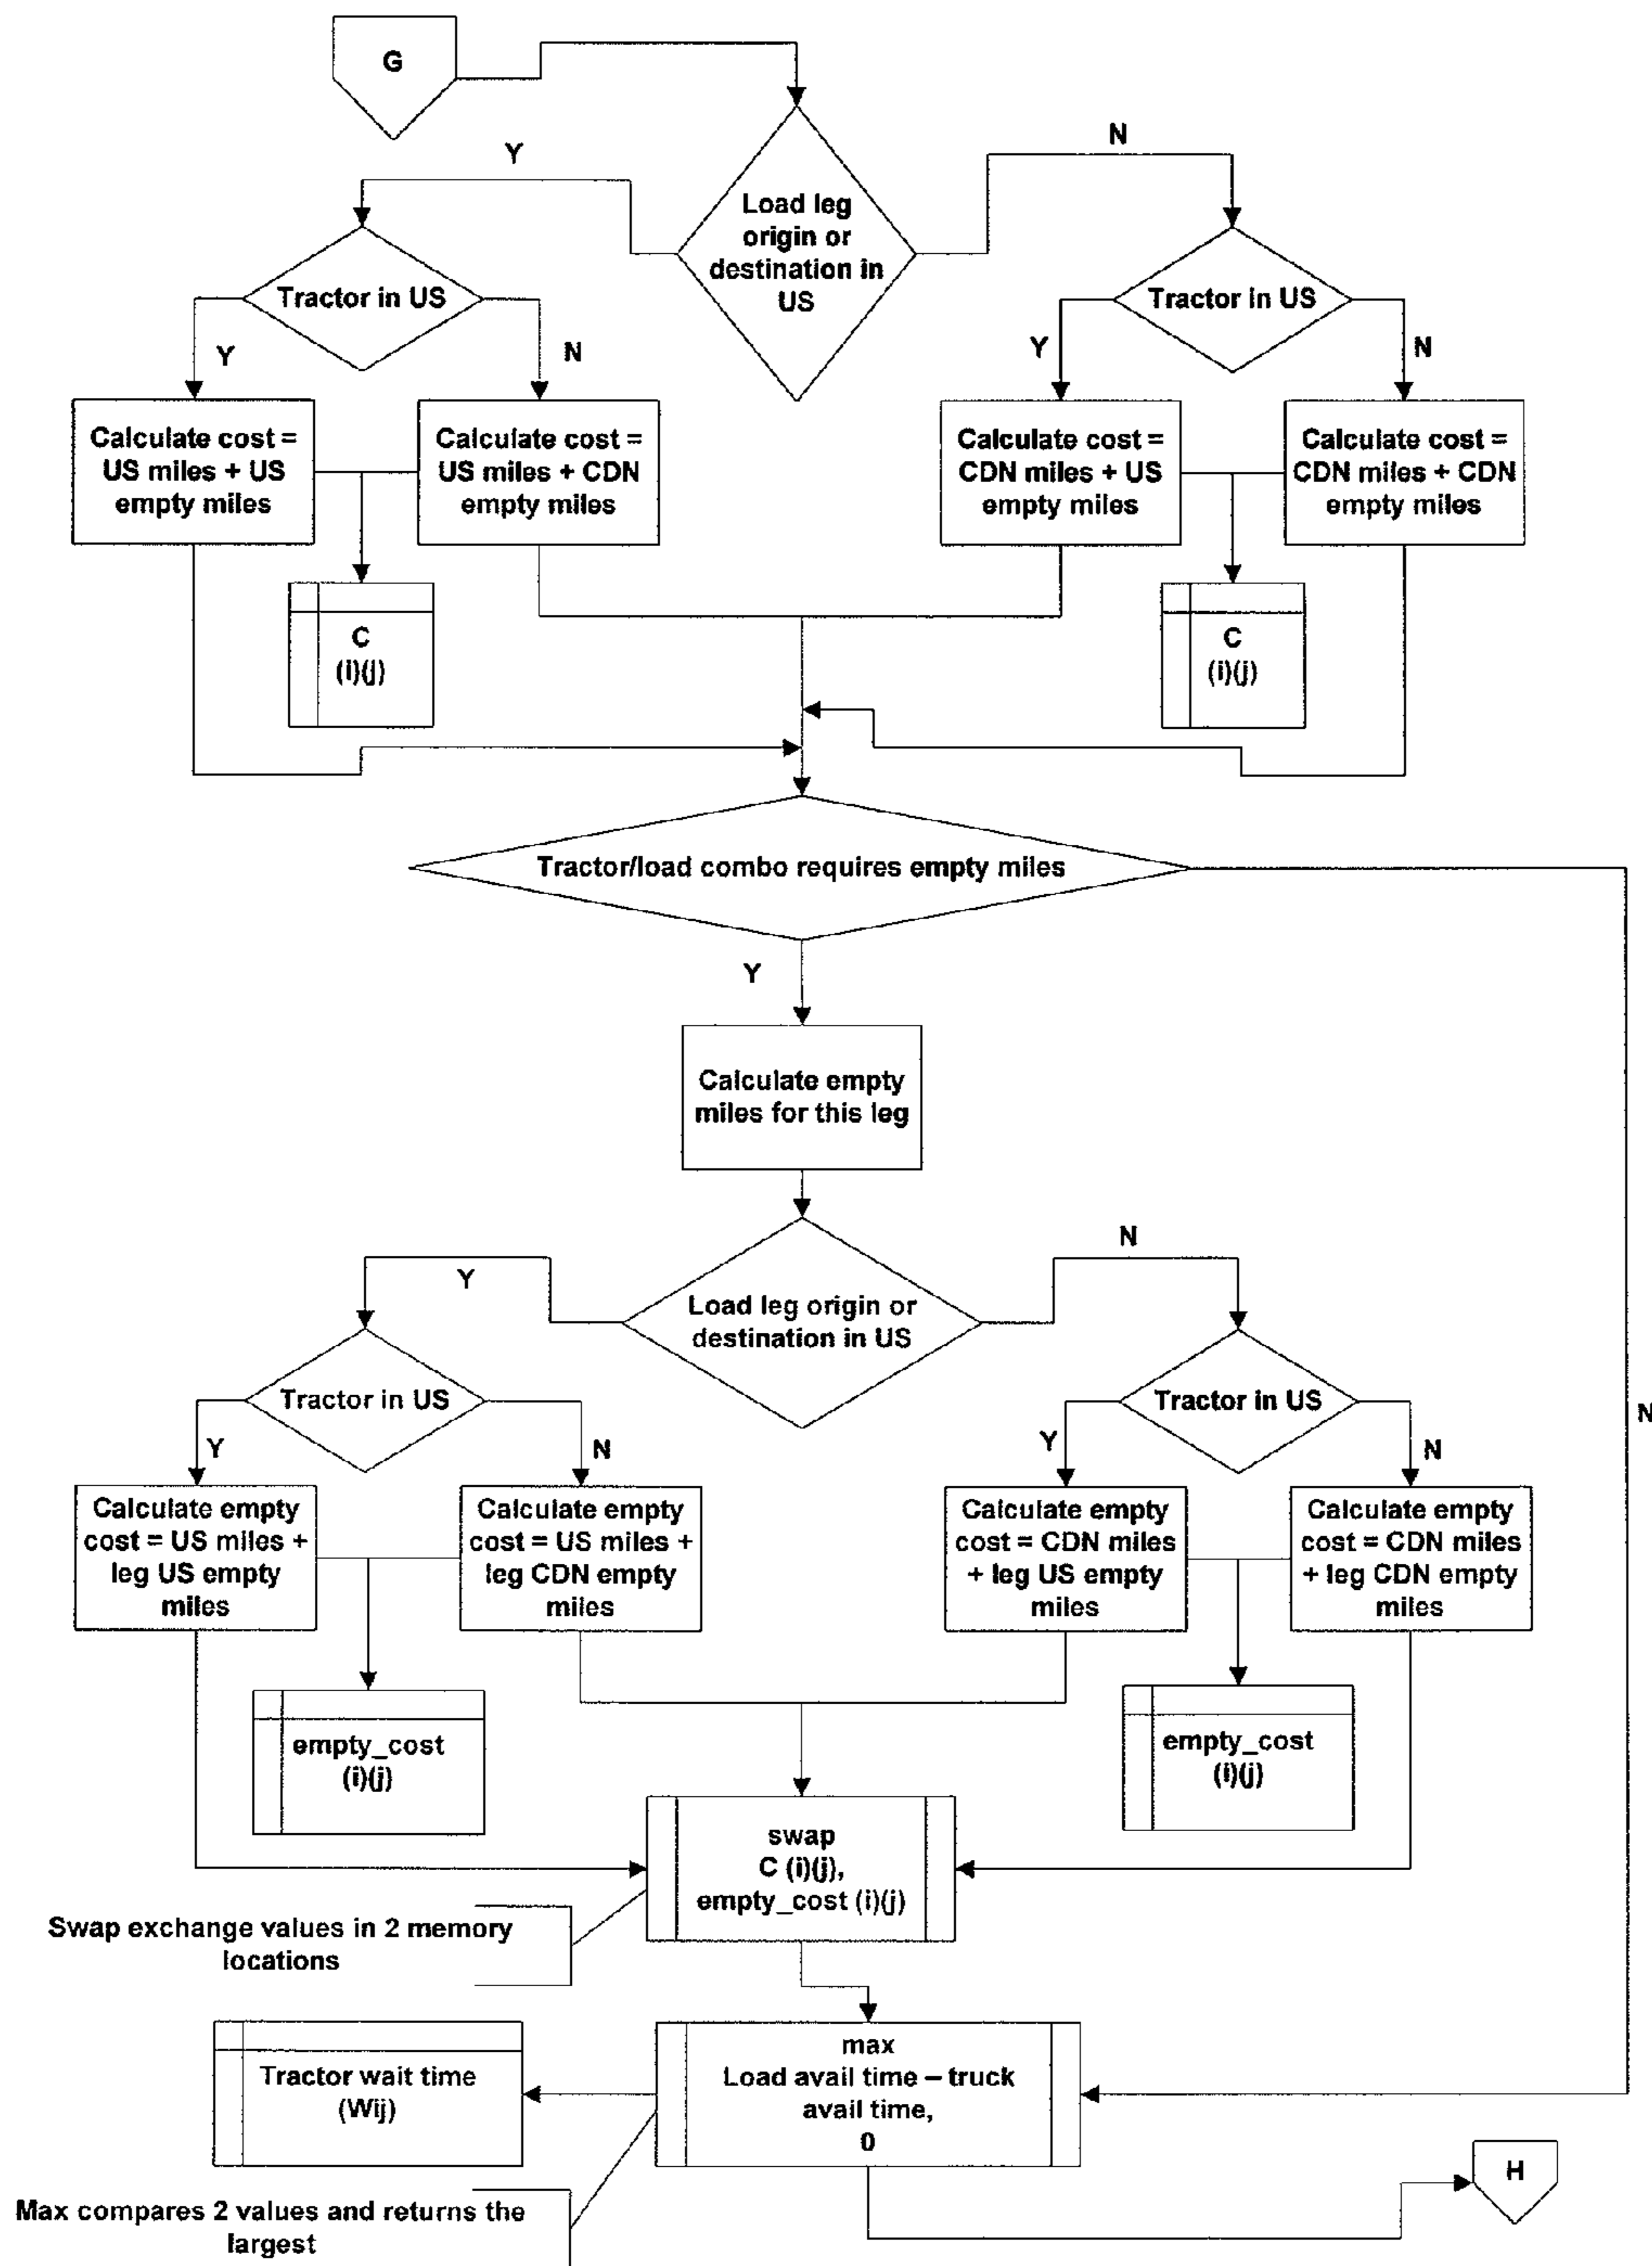 G
Y
N
Load leg
origin or
destination in
US
Tractor in US
Tractor in US
Y
N
Y
N
Calculate cost =
US miles + US
empty miles
Calculate cost =
US miles + CDN
empty miles
Calculate cost =
CDN miles + US
empty miles
Calculate cost =
CDN miles + CDN
empty miles
C
(i)(j)
C
(i)(j)
Tractor/load combo requires empty miles
Y
Calculate empty
miles for this leg
N
Y
Load leg origin or
destination in US
Tractor in US
Tractor in US
N
Y
N
Y
N
Calculate empty
cost = US miles +
leg US empty
miles
Calculate empty
cost = US miles +
leg CDN empty
miles
Calculate empty
cost = CDN miles
+ leg US empty
miles
Calculate empty
cost = CDN miles
+ leg CDN empty
miles
empty_cost
(i)(j)
empty_cost
(i)(j)
swap
C (i)(j),
empty_cost (i)(j)
Swap exchange values in 2 memory
locations
Tractor wait time
(Wij)
max
Load avail time – truck
avail time,
0
H
Max compares 2 values and returns the
largest